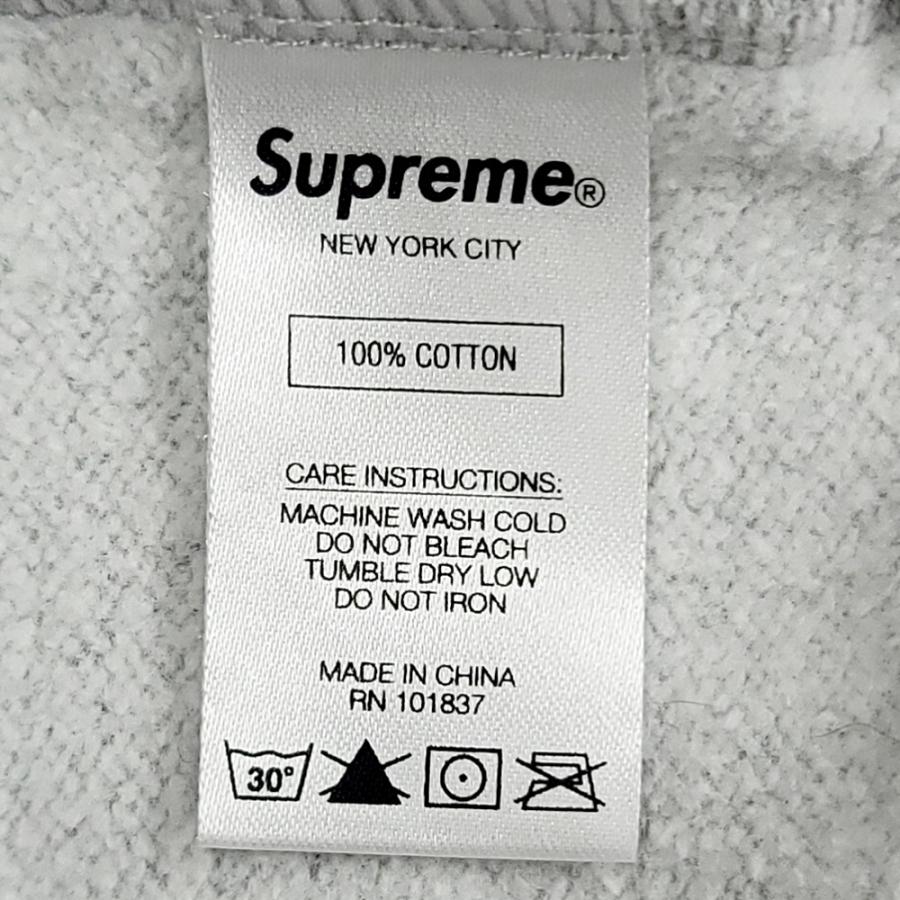 Supreme®
NEW YORK CITY
100% COTTON
CARE INSTRUCTIONS:
MACHINE WASH COLD
DO NOT BLEACH
TUMBLE DRY LOW
DO NOT IRON
MADE IN CHINA
RN 101837
30°